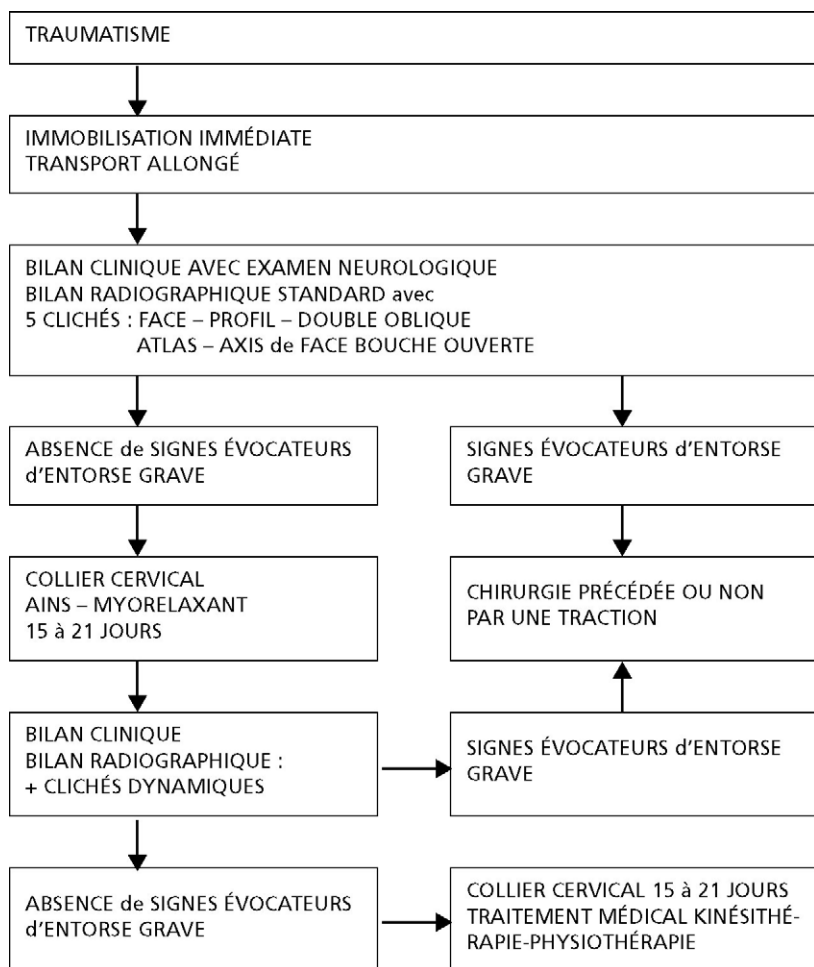 TRAUMATISME
IMMOBILISATION IMMÉDIATE
TRANSPORT ALLONGÉ
BILAN CLINIQUE AVEC EXAMEN NEUROLOGIQUE
BILAN RADIOGRAPHIQUE STANDARD avec
5 CLICHÉS : FACE – PROFIL – DOUBLE OBLIQUE
ATLAS – AXIS de FACE BOUCHE OUVERTE
ABSENCE de SIGNES ÉVOCATEURS
d'ENTORSE GRAVE
SIGNES ÉVOCATEURS d'ENTORSE
GRAVE
COLLIER CERVICAL
AINS – MYORELAXANT
15 à 21 JOURS
CHIRURGIE PRÉCÉDÉE OU NON
PAR UNE TRACTION
BILAN CLINIQUE
BILAN RADIOGRAPHIQUE :
+ CLICHÉS DYNAMIQUES
SIGNES ÉVOCATEURS d'ENTORSE
GRAVE
ABSENCE de SIGNES ÉVOCATEURS
d'ENTORSE GRAVE
COLLIER CERVICAL 15 à 21 JOURS
TRAITEMENT MÉDICAL KINÉSITHÉ-
RAPIE-PHYSIOTHÉRAPIE